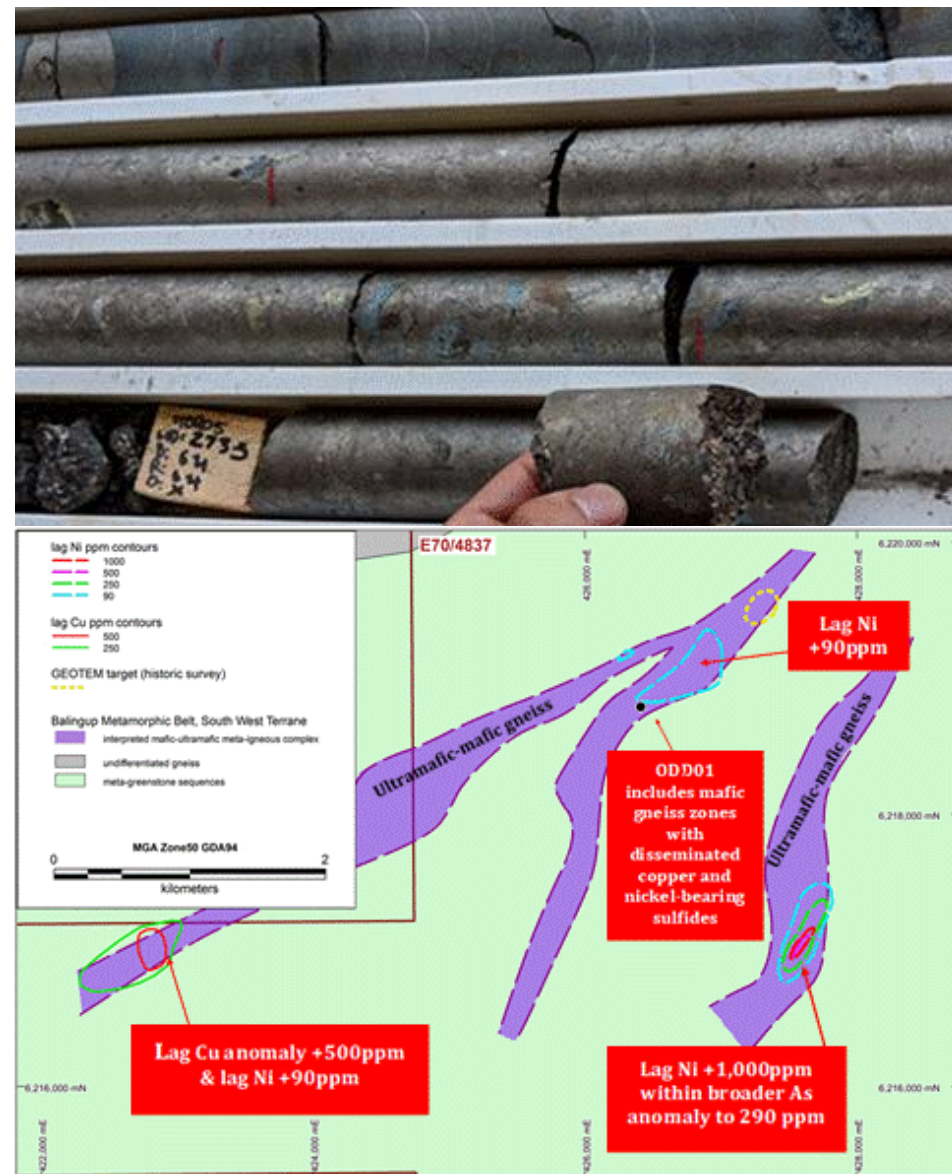 E70/4837
lag Ni ppm contours
1000
500
250
90
lag Cu ppm contours
500
250
GEOTEM target (historic survey)
Balingup Metamorphic Belt, South West Terrane
interpreted mafic-ultramafic meta-igneous complex
undifferentiated gneiss
meta-greenstone sequences
MGA Zone50 GDA94
0 2
kilometers
426,000 mE
428,000 mE
6,220,000 mN
Lag Ni
+90ppm
Ultramafic-mafic gneiss
Ultramafic-mafic gneiss
ODD01
includes mafic
gneiss zones
with
disseminated
copper and
nickel-bearing
sulfides
6,218,000 mN
Lag Cu anomaly +500ppm
& lag Ni +90ppm
Lag Ni +1,000ppm
within broader As
anomaly to 290 ppm
6,216,000 mN
6,216,000 mN
422,000 mE
424,000 mE
426,000 mE
428,000 mE